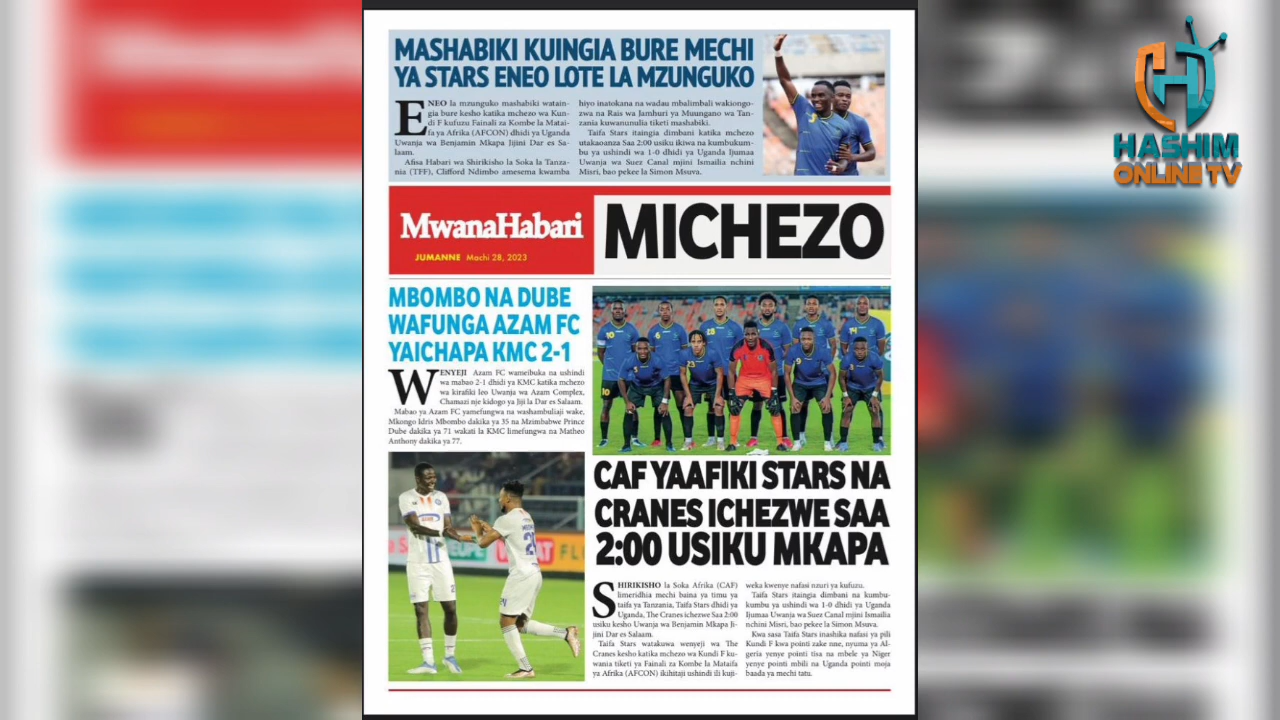 MASHABIKI KUINGIA BURE MECHI
YA STARS ENEO LOTE LA MZUNGUKO
ENEO la mzunguko mashabiki watain-
gia bure kesho katika mchezo wa Kun-
di F kufuzu Fainali za Kombe la Matai-
fa ya Afrika (AFCON) dhidi ya Uganda
Uwanja wa Benjamin Mkapa Jijini Dar es Sa-
laam.
Afisa Habari wa Shirikisho la Soka la Tanza-
nia (TFF), Clifford Ndimbo amesema kwamba
hiyo inatokana na wadau mbalimbali wakiongo-
zwa na Rais wa Jamhuri ya Muungano wa Tan-
zania kuwanunulia tiketi mashabiki.
Taifa Stars itaingia dimbani katika mchezo
utakaoanza Saa 2:00 usiku ikiwa na kumbukum-
bu ya ushindi wa 1-0 dhidi ya Uganda Ijumaa
Uwanja wa Suez Canal mjini Ismailia nchini
Misri, bao pekee la Simon Msuva.
HASHIM
ONLINE TV
MwanaHabari
JUMANNE Machi 28, 2023
MICHEZO
MBOMBO NA DUBE
WAFUNGA AZAM FC
YAICHAPA KMC 2-1
WENYEJI Azam FC wameibuka na ushindi
wa mabao 2-1 dhidi ya KMC katika mchezo
wa kirafiki leo Uwanja wa Azam Complex,
Chamazi nje kidogo ya Jiji la Dar es Salaam.
Mabao ya Azam FC yamefungwa na washambuliaji wake,
Mkongo Idris Mbombo dakika ya 35 na Mzimbabwe Prince
Dube dakika ya 71 wakati la KMC limefungwa na Matheo
Anthony dakika ya 77.
CAF YAAFIKI STARS NA
CRANES ICHEZWE SAA
2:00 USIKU MKAPA
SHIRIKISHO la Soka Afrika (CAF)
limeridhia mechi baina ya timu ya
taifa ya Tanzania, Taifa Stars dhidi ya
Uganda, The Cranes ichezwe Saa 2:00
usiku kesho Uwanja wa Benjamin Mkapa Ji-
jini Dar es Salaam.
Taifa Stars watakuwa wenyeji wa The
Cranes kesho katika mchezo wa Kundi F ku-
wania tiketi ya Fainali za Kombe la Mataifa
ya Afrika (AFCON) ikihitaji ushindi ili kuji-
weka kwenye nafasi nzuri ya kufuzu.
Taifa Stars itaingia dimbani na kumbu-
kumbu ya ushindi wa 1-0 dhidi ya Uganda
Ijumaa Uwanja wa Suez Canal mjini Ismailia
nchini Misri, bao pekee la Simon Msuva.
Kwa sasa Taifa Stars inashika nafasi ya pili
Kundi F kwa pointi zake nne, nyuma ya Al-
geria yenye pointi tisa na mbele ya Niger
yenye pointi mbili na Uganda pointi moja
baada ya mechi tatu.